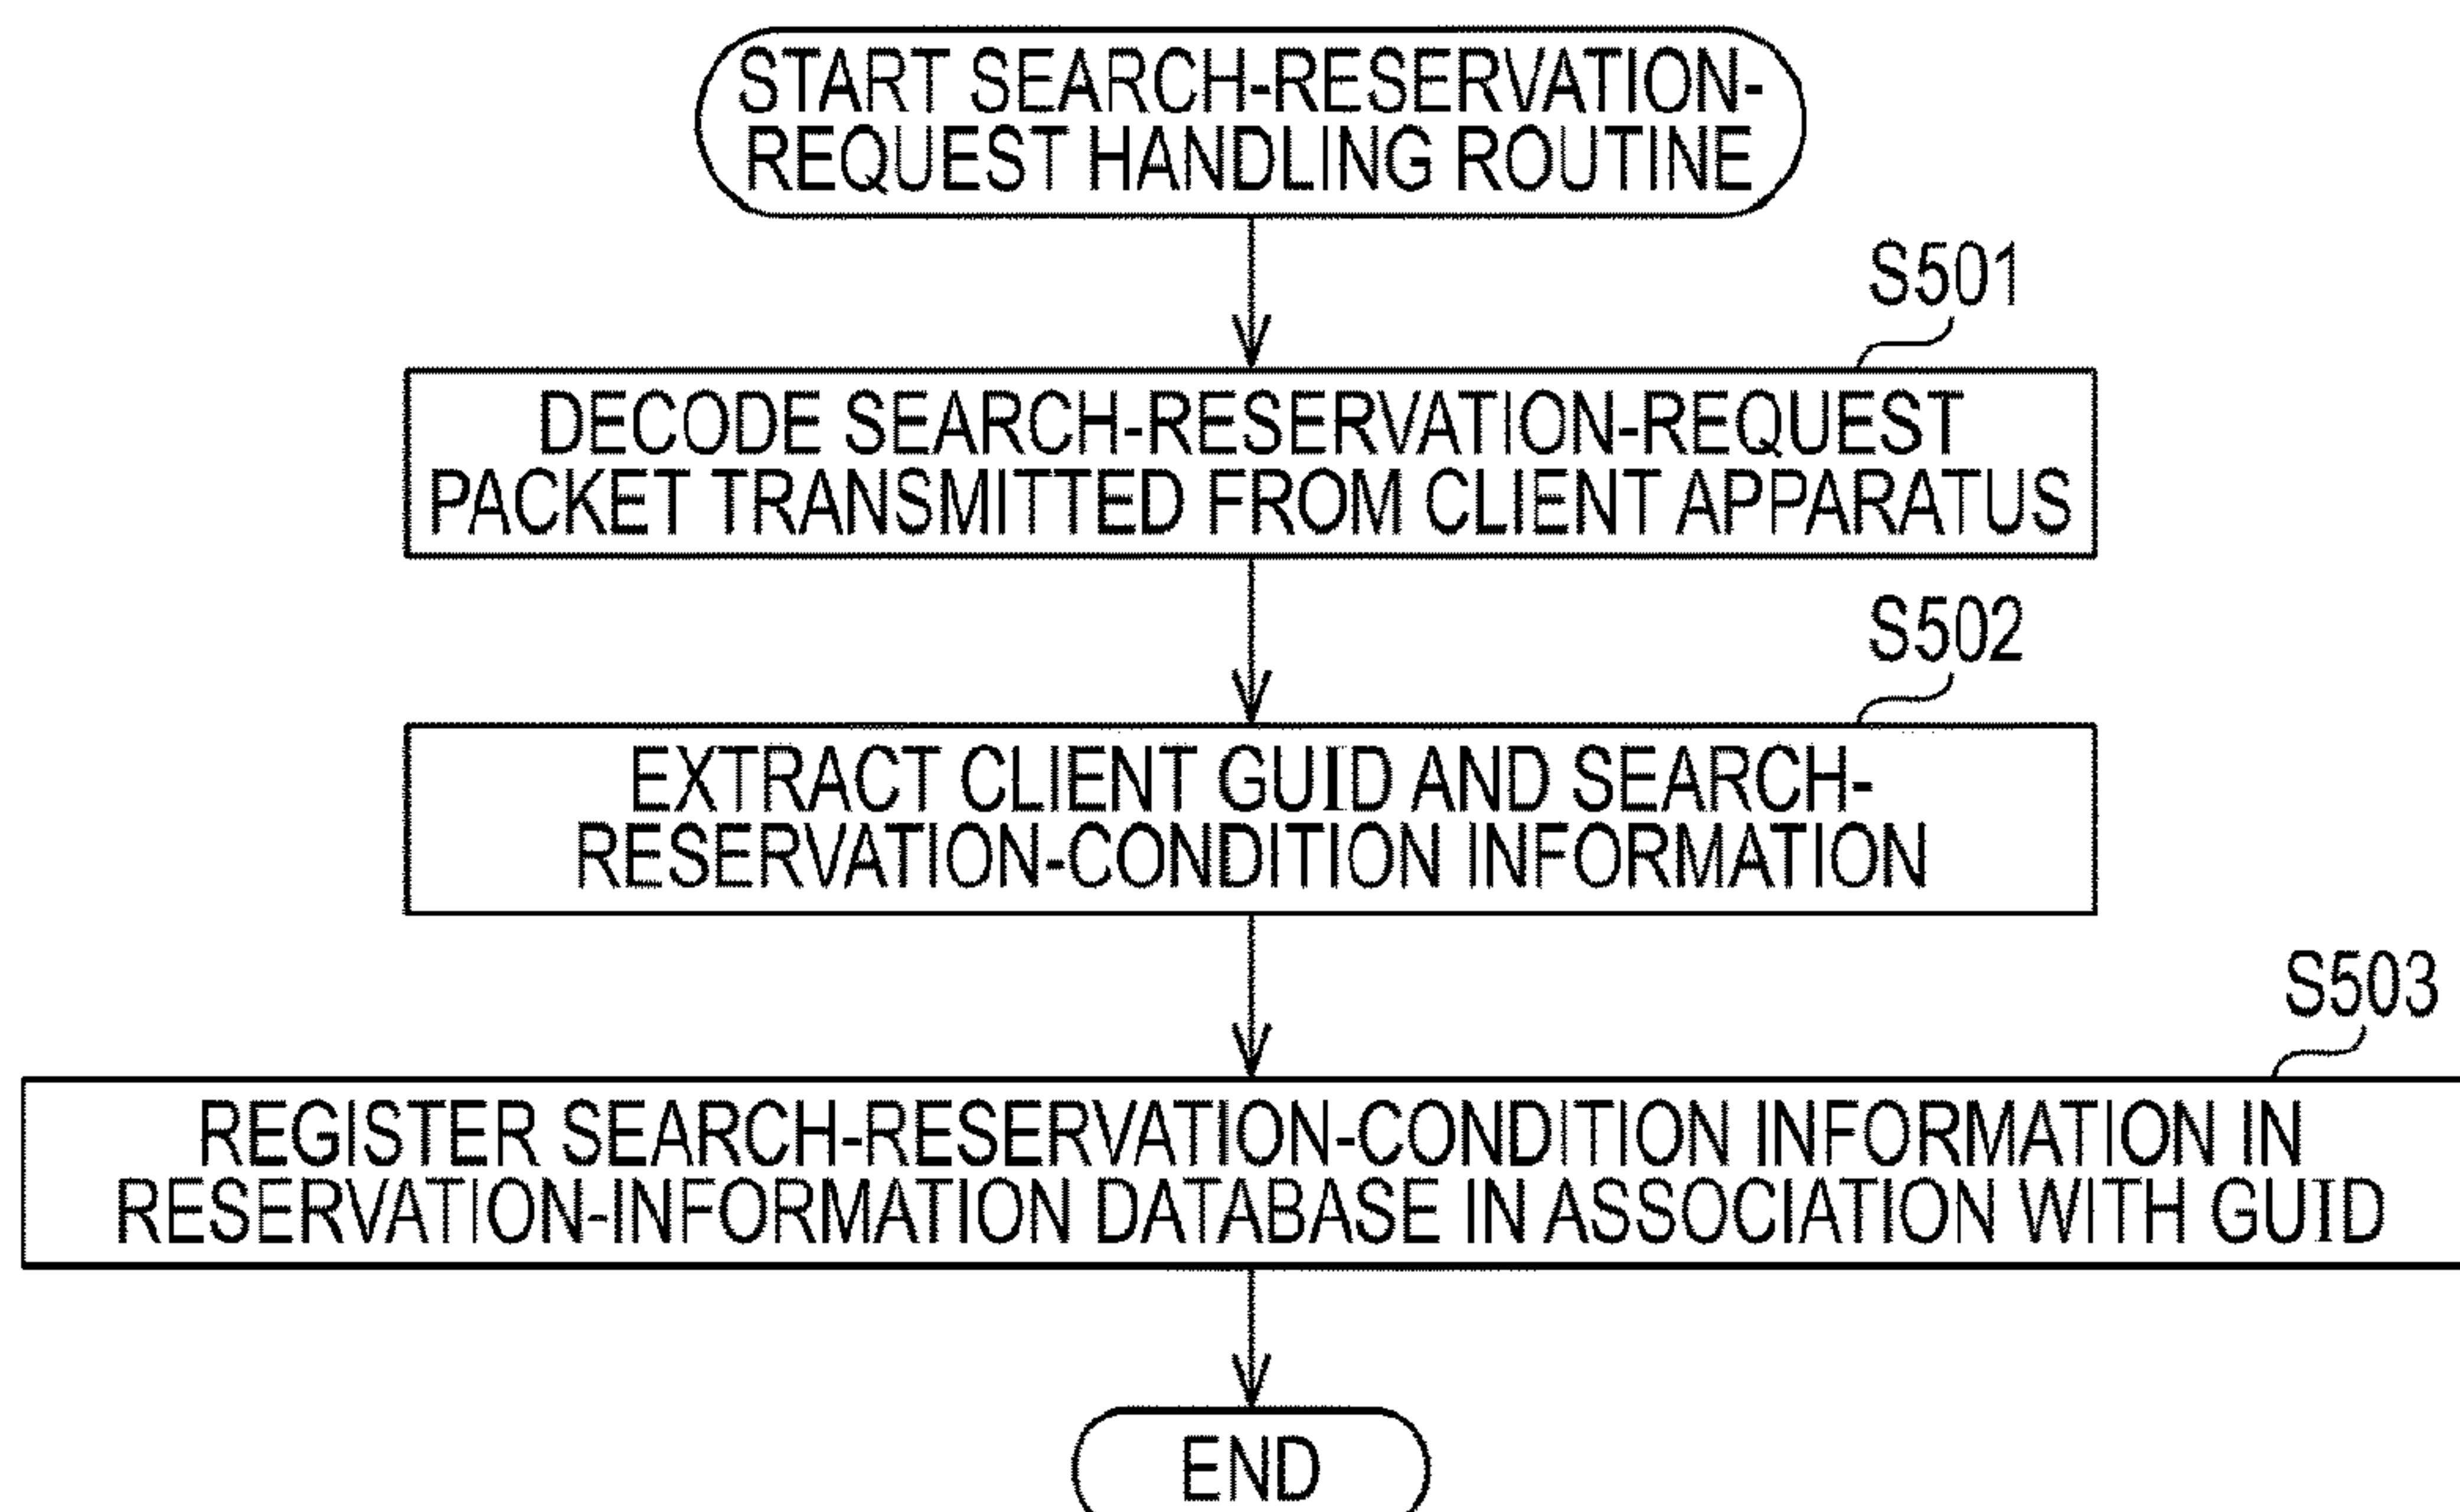 START SEARCH-RESERVATION-
REQUEST HANDLING ROUTINE
S501
DECODE SEARCH-RESERVATION-REQUEST
PACKET TRANSMITTED FROM CLIENT APPARATUS
S502
EXTRACT CLIENT GUID AND SEARCH-
RESERVATION-CONDITION INFORMATION
S503
REGISTER SEARCH-RESERVATION-CONDITION INFORMATION IN
RESERVATION-INFORMATION DATABASE IN ASSOCIATION WITH GUID
END